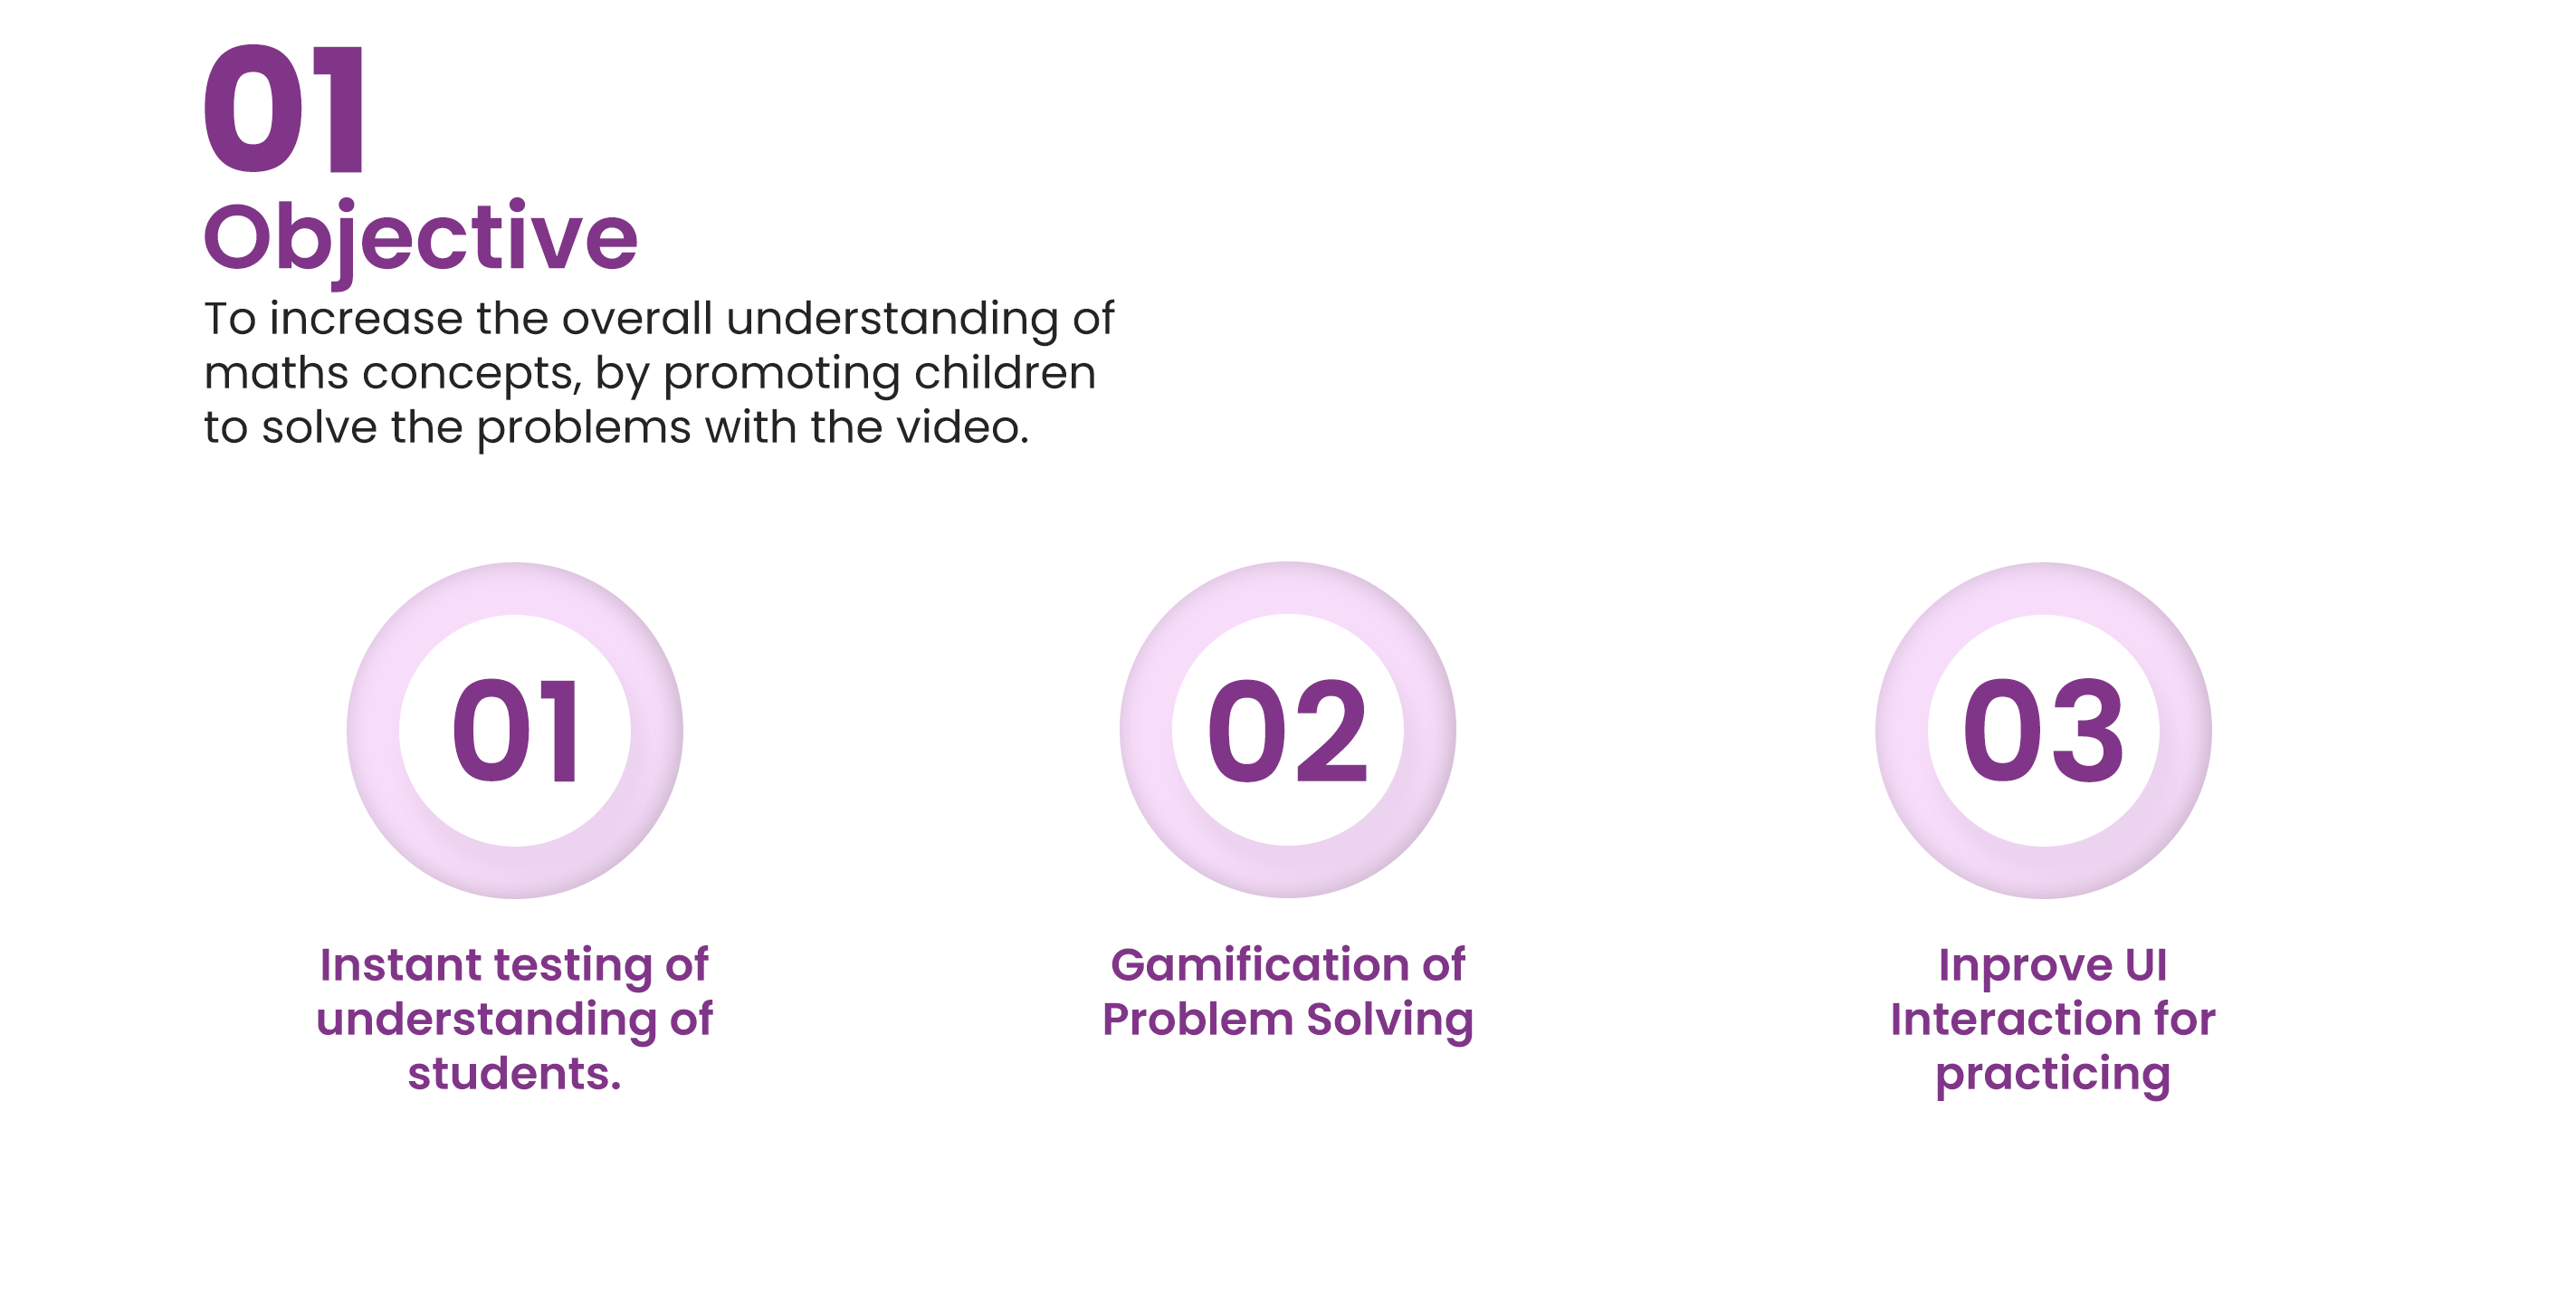 01
Objective
To increase the overall understanding of
maths concepts, by promoting children
to solve the problems with the video.
01
Instant testing of
understanding of
students.
02
Gamification of
Problem Solving
03
Inprove UI
Interaction for
practicing